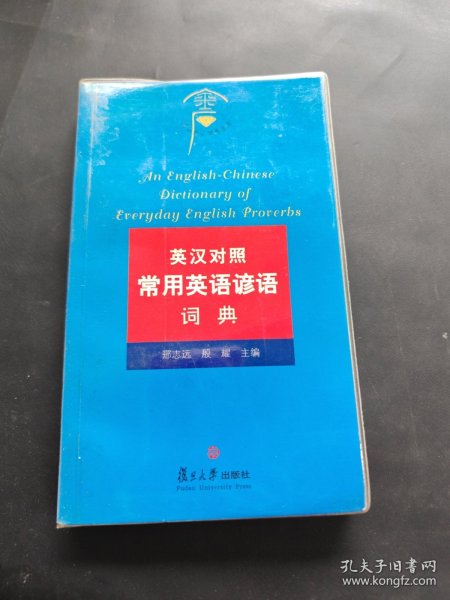 An English-Chinese
Dictionary of
Everyday English Proverbs
英汉对照
常用英语谚语
词典
邢志远 殷耀 主编
復旦大學出版社
Fudan University Press
孔夫子旧书网
www.kongfz.com